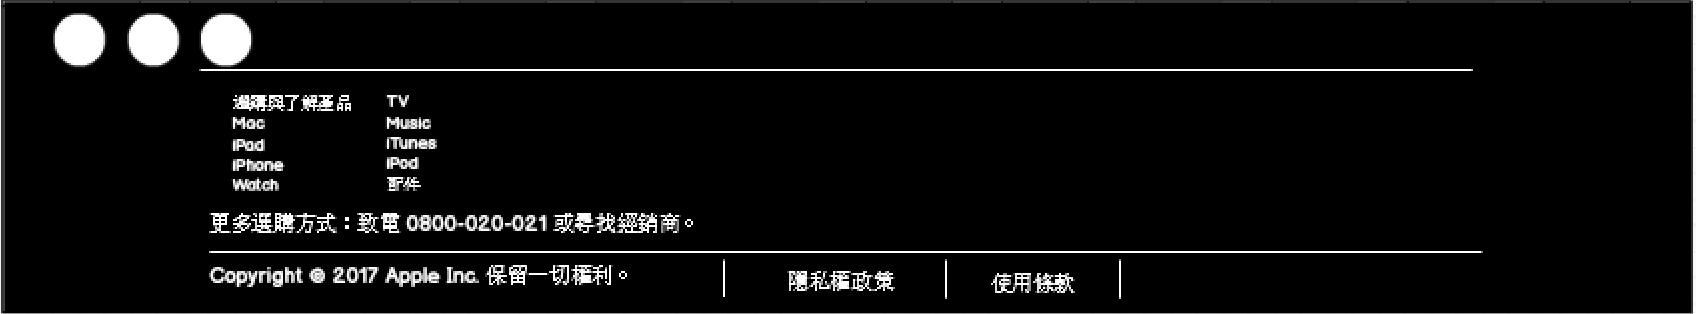 選購與了解產品
Mac
iPad
iPhone
Watch
TV
Music
iTunes
iPod
配件
更多選購方式：致電 0800-020-021 或尋找經銷商。
Copyright © 2017 Apple Inc. 保留一切權利。
隱私權政策
使用條款